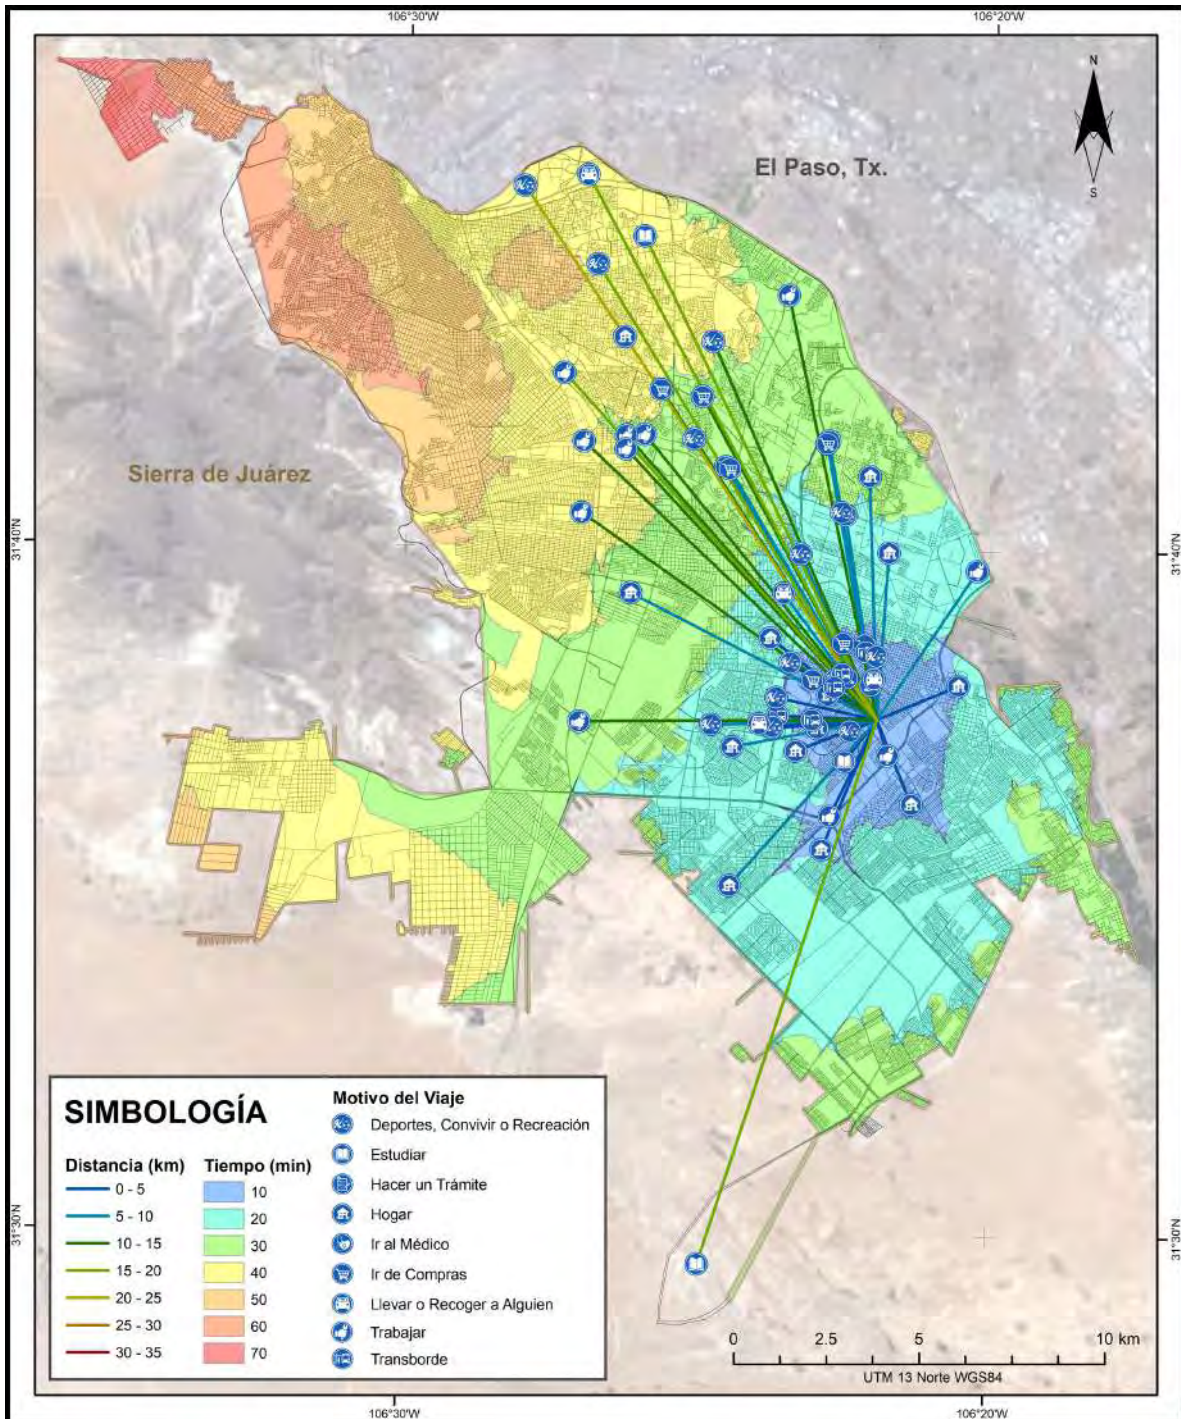 106°30'W
106°20'W
N
S
El Paso, Tx.
Sierra de Juárez
31°40'N
31°40'N
SIMBOLOGÍA
Distancia (km)
0 - 5
5 - 10
10 - 15
15 - 20
20 - 25
25 - 30
30 - 35
Tiempo (min)
10
20
30
40
50
60
70
Motivo del Viaje
Deportes, Convivir o Recreación
Estudiar
Hacer un Trámite
Hogar
Ir al Médico
Ir de Compras
Llevar o Recoger a Alguien
Trabajar
Transborde
31°30'N
31°30'N
0 2.5 5 10 km
UTM 13 Norte WGS84
106°30'W
106°20'W